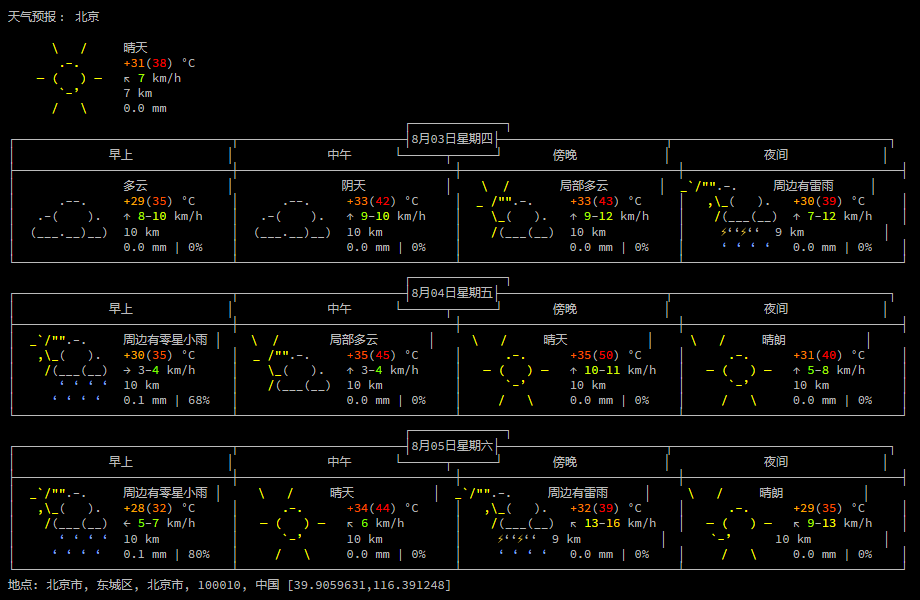 天气预报: 北京
晴天
+31(38) °C
↖ 7 km/h
7 km
0.0 mm
8月03日星期四
早上 中午 傍晚 夜间
多云 阴天 局部多云 周边有雷雨
+29(35) °C +33(42) °C +33(43) °C +30(39) °C
↑ 8-10 km/h ↑ 9-10 km/h ↑ 9-12 km/h ↑ 7-12 km/h
10 km 10 km 10 km 9 km
0.0 mm | 0% 0.0 mm | 0% 0.0 mm | 0% 0.0 mm | 0%
8月04日星期五
早上 中午 傍晚 夜间
周边有零星小雨 局部多云 晴天 晴朗
+30(35) °C +35(45) °C +35(50) °C +31(40) °C
→ 3-4 km/h ↑ 3-4 km/h ↑ 10-11 km/h ↑ 5-8 km/h
10 km 10 km 10 km 10 km
0.1 mm | 68% 0.0 mm | 0% 0.0 mm | 0% 0.0 mm | 0%
8月05日星期六
早上 中午 傍晚 夜间
周边有零星小雨 晴天 周边有雷雨 晴朗
+28(32) °C +34(44) °C +32(39) °C +29(35) °C
← 5-7 km/h ↖ 6 km/h ↖ 13-16 km/h ↖ 9-13 km/h
10 km 10 km 9 km 10 km
0.1 mm | 80% 0.0 mm | 0% 0.0 mm | 0% 0.0 mm | 0%
地点: 北京市, 东城区, 北京市, 100010, 中国 [39.9059631,116.391248]